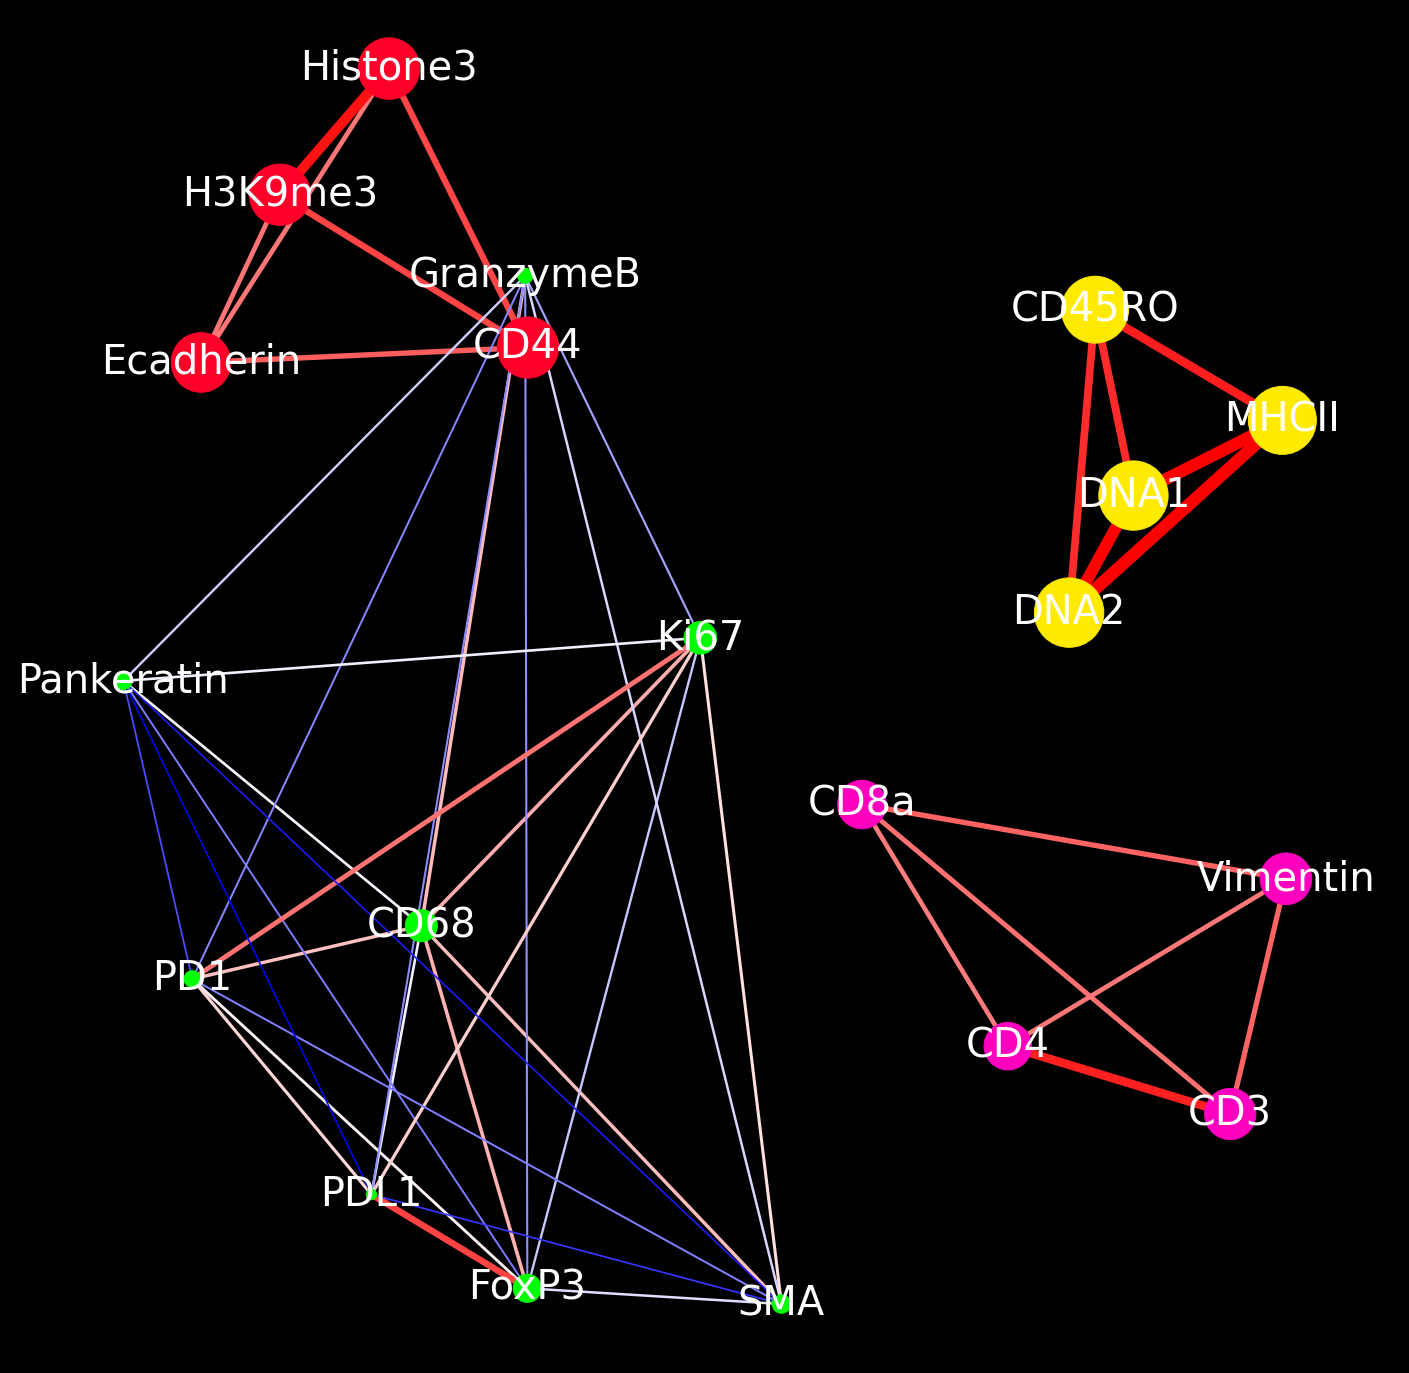 Histone3
H3K9me3
GranzymeB
CD44
Ecadherin
CD45RO
MHCII
DNA1
DNA2
Ki67
Pankeratin
CD8a
Vimentin
CD68
PD1
CD4
CD3
PDL1
FoxP3
SMA